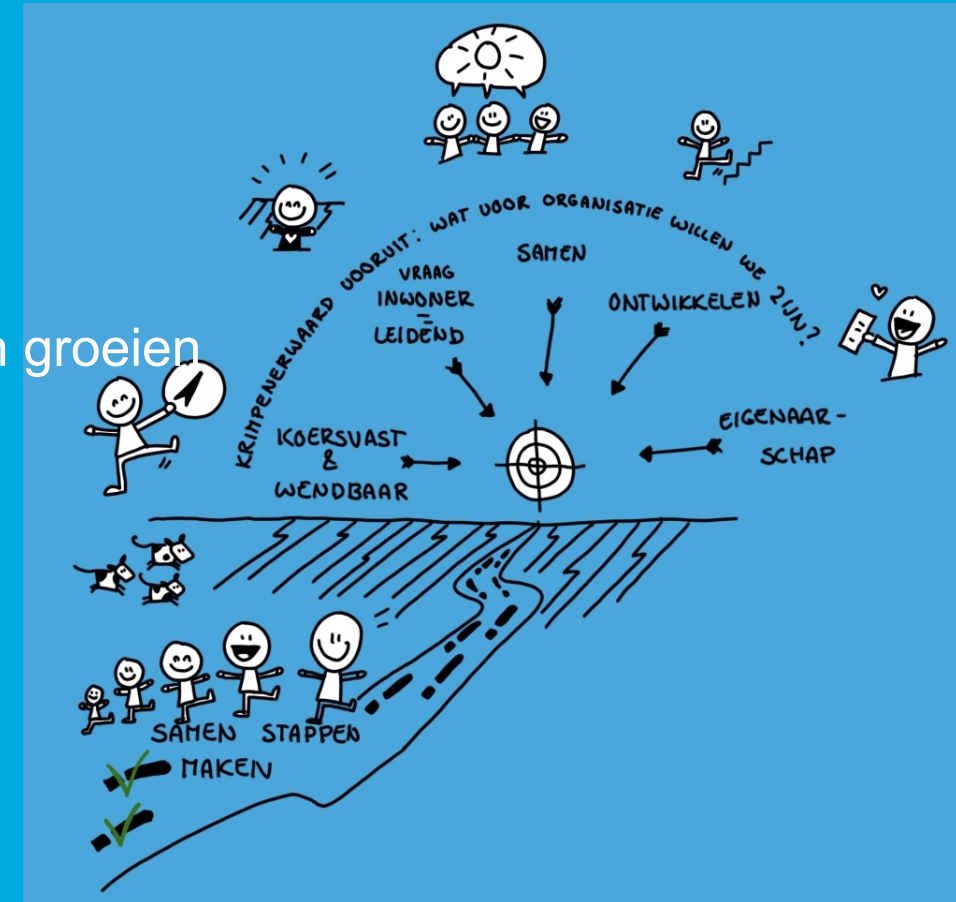 KRIMPENERWAARD VOORUIT: WAT VOOR ORGANISATIE WILLEN WE ZIJN?
SAMEN
VRAAG
INWONER
=
LEIDEND
ONTWIKKELEN
n groeien
KOERSVAST
&
WENDBAAR
EIGENAAR-
SCHAP
SAMEN STAPPEN
MAKEN